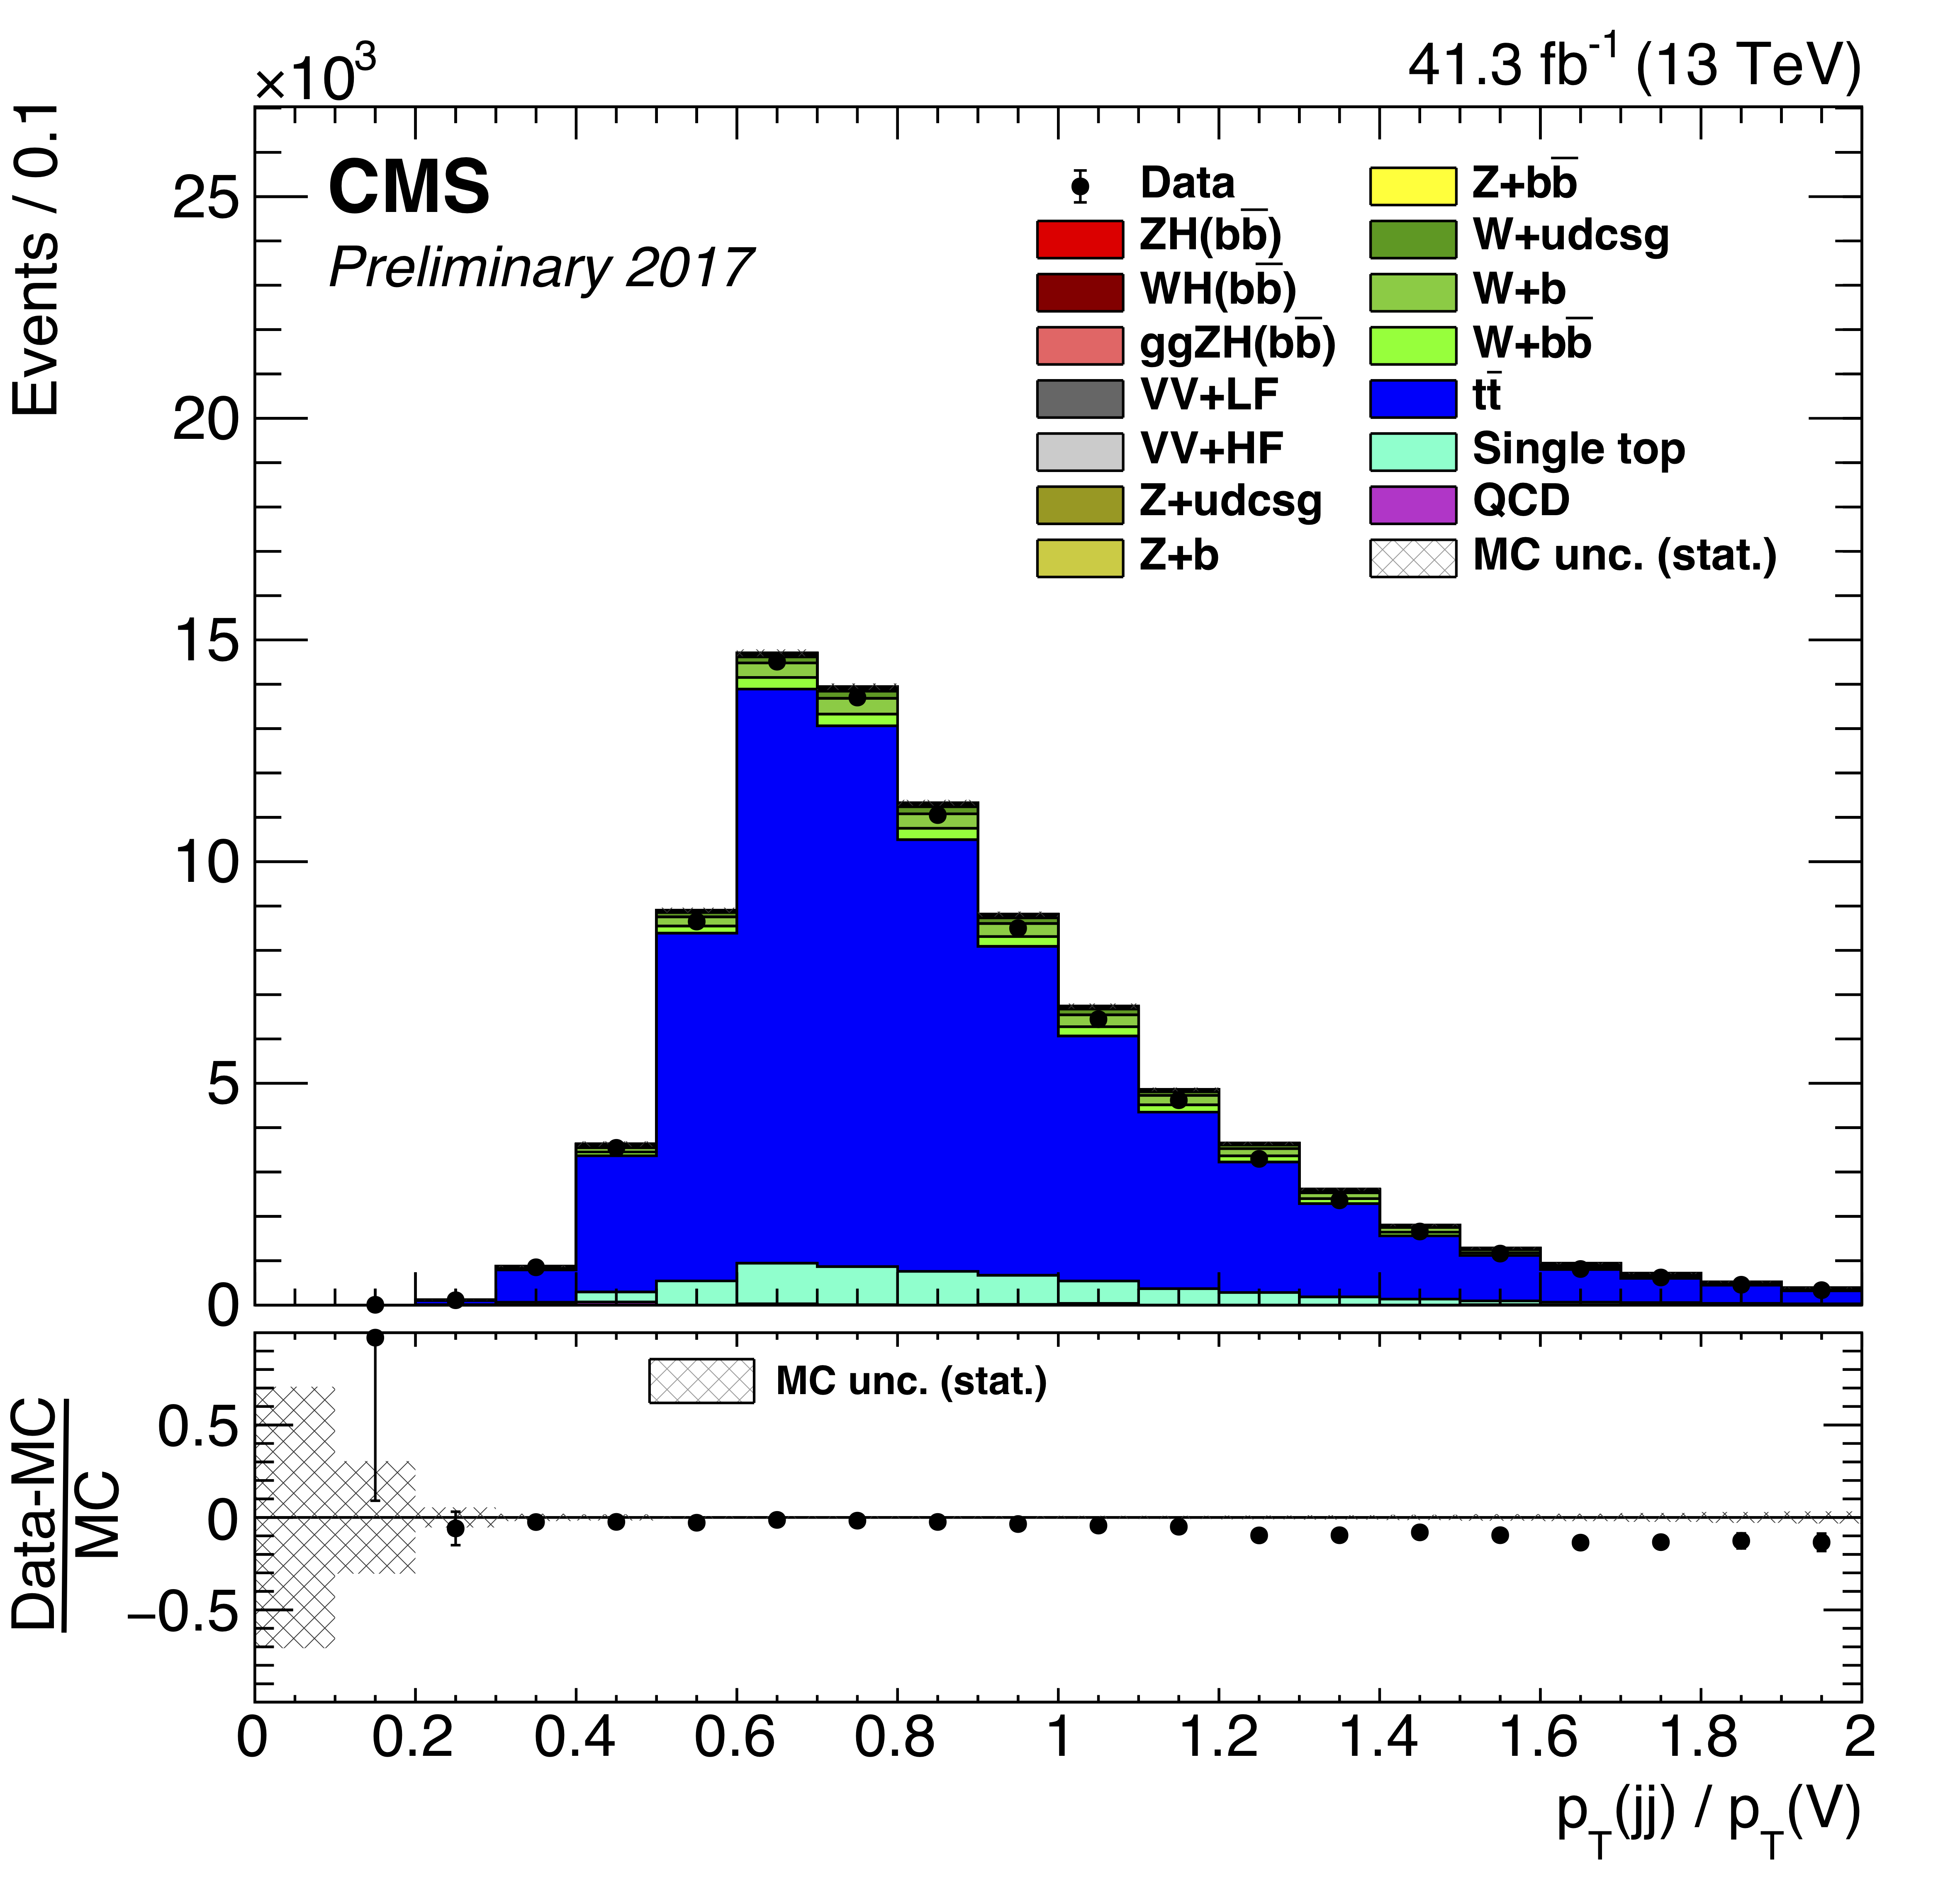 ×10³
41.3 fb⁻¹ (13 TeV)
Events / 0.1
CMS
Preliminary 2017
Data
ZH(bb̅)
WH(bb̅)
ggZH(bb̅)
VV+LF
VV+HF
Z+udcsg
Z+b
Z+bb̅
W+udcsg
W+b
W+bb̅
tt̅
Single top
QCD
MC unc. (stat.)
25
20
15
10
5
0
MC unc. (stat.)
Data-MC
MC
0.5
0
−0.5
0 0.2 0.4 0.6 0.8 1 1.2 1.4 1.6 1.8 2
p_T(jj) / p_T(V)